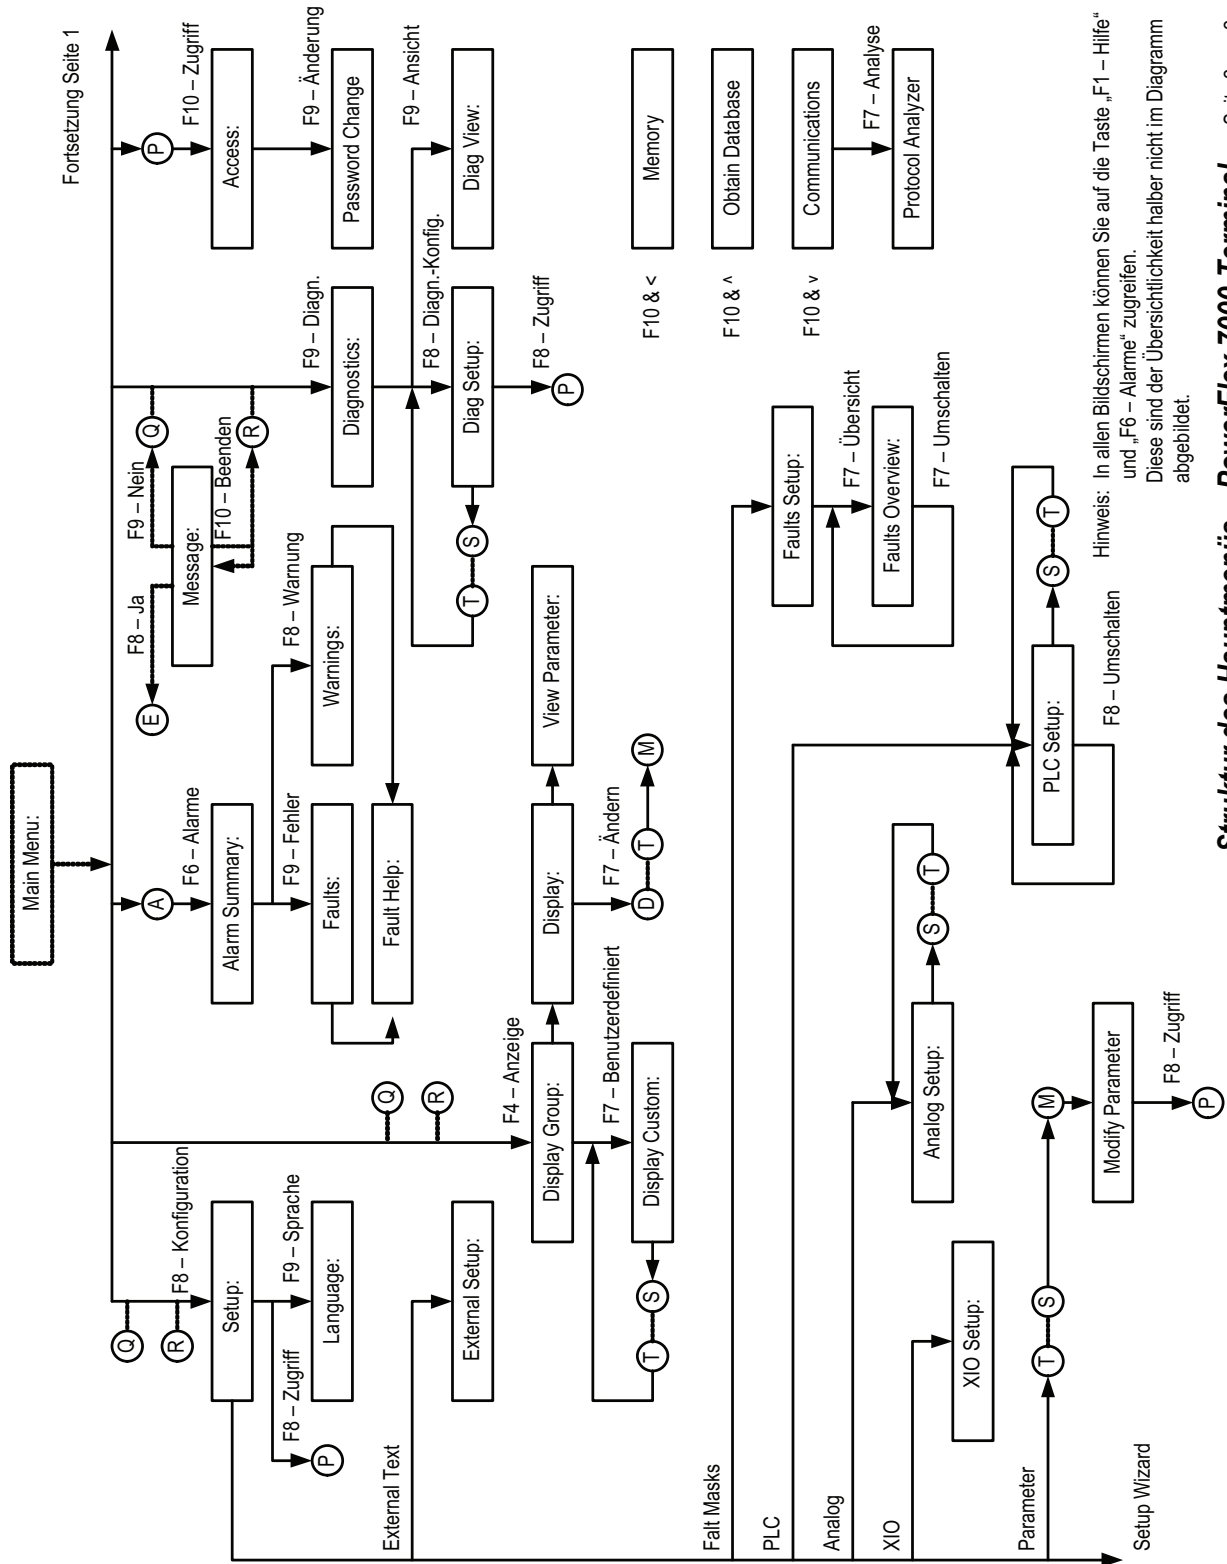 Main Menu:
Fortsetzung Seite 1
Q
R
F8 – Konfiguration
Setup:
F9 – Sprache
Language:
F8 – Zugriff
P
A
F6 – Alarme
Alarm Summary:
F9 – Fehler
Faults:
Fault Help:
F8 – Warnung
Warnings:
E
F8 – Ja
Message:
F9 – Nein
F10 – Beenden
Q
R
F9 – Diagn.
Diagnostics:
F8 – Diagn.-Konfig.
Diag Setup:
F8 – Zugriff
P
S
T
F9 – Ansicht
Diag View:
P
F10 – Zugriff
Access:
F9 – Änderung
Password Change
External Text
External Setup:
Q
R
F4 – Anzeige
Display Group:
F7 – Benutzerdefiniert
Display Custom:
S
T
Display:
View Parameter:
F7 – Ändern
D
T
M
F10 & <
Memory
F10 & ^
Obtain Database
F10 & v
Communications
F7 – Analyse
Protocol Analyzer
Falt Masks
Faults Setup:
F7 – Übersicht
Faults Overview:
F7 – Umschalten
PLC
PLC Setup:
S
T
F8 – Umschalten
Analog
Analog Setup:
S
T
XIO
XIO Setup:
Parameter
T
S
M
Modify Parameter
F8 – Zugriff
P
Setup Wizard
Hinweis: In allen Bildschirmen können Sie auf die Taste „F1 – Hilfe“
und „F6 – Alarme“ zugreifen.
Diese sind der Übersichtlichkeit halber nicht im Diagramm
abgebildet.